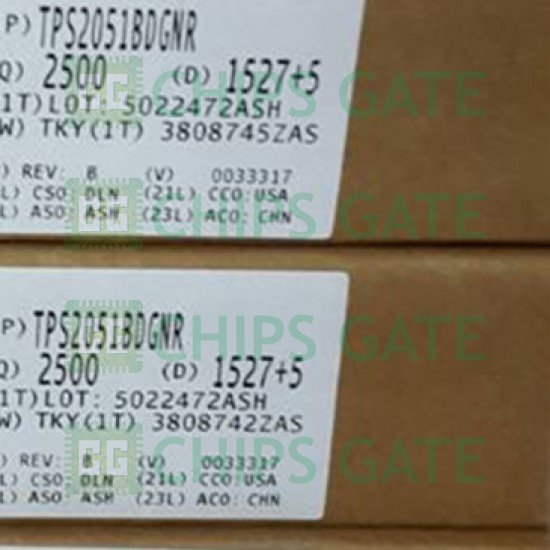 P) TPS2051BDGNR
Q) 2500 (D) 1527+5
1T)LOT: 5022472ASH
W) TKY(1T) 3808745ZAS
) REV: B (V) 0033317
L) CSO: DLN (21L) CCO:USA
L) ASO: ASH (23L) ACO: CHN
CHIPS GATE
CHIPS GATE
P) TPS2051BDGNR
Q) 2500 (D) 1527+5
1T)LOT: 5022472ASH
W) TKY(1T) 3808742ZAS
) REV: B (V) 0033317
L) CSO: DLN (21L) CCO:USA
L) ASO: ASH (23L) ACO: CHN
CHIPS GATE
CHIPS GATE